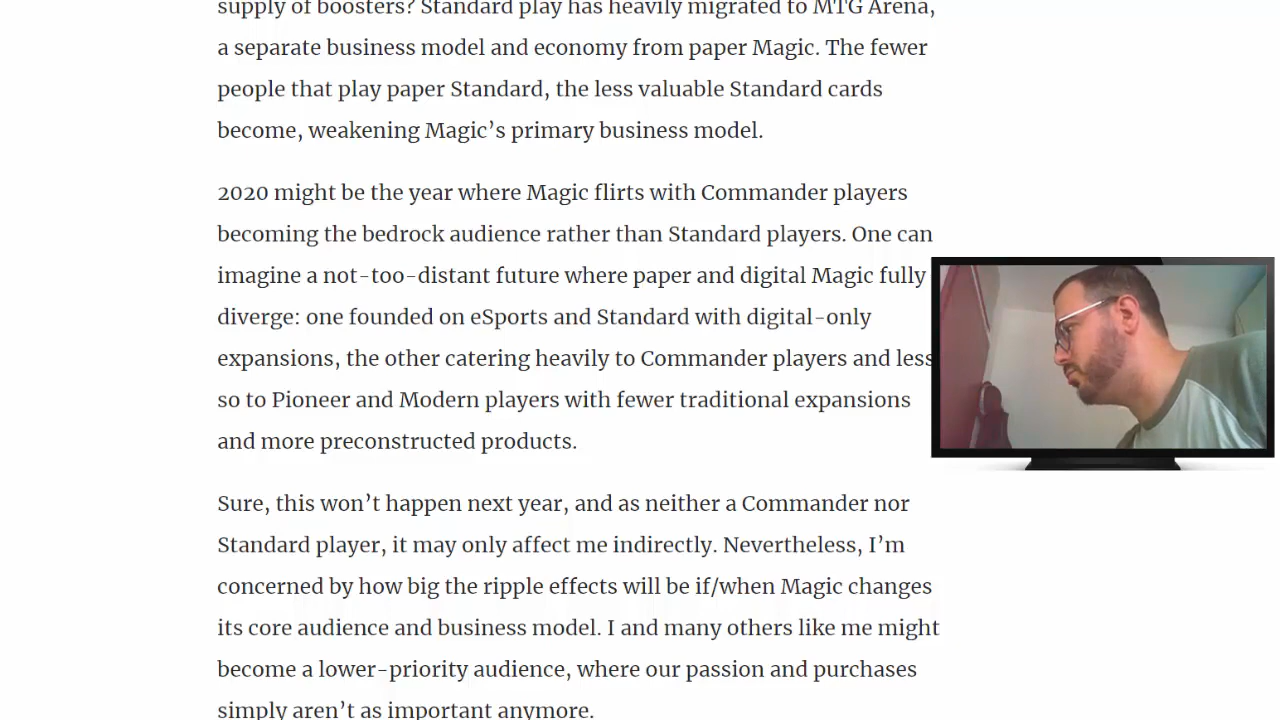 supply of boosters? Standard play has heavily migrated to MTG Arena,
a separate business model and economy from paper Magic. The fewer
people that play paper Standard, the less valuable Standard cards
become, weakening Magic’s primary business model.
2020 might be the year where Magic flirts with Commander players
becoming the bedrock audience rather than Standard players. One can
imagine a not-too-distant future where paper and digital Magic fully
diverge: one founded on eSports and Standard with digital-only
expansions, the other catering heavily to Commander players and less
so to Pioneer and Modern players with fewer traditional expansions
and more preconstructed products.
Sure, this won’t happen next year, and as neither a Commander nor
Standard player, it may only affect me indirectly. Nevertheless, I’m
concerned by how big the ripple effects will be if/when Magic changes
its core audience and business model. I and many others like me might
become a lower-priority audience, where our passion and purchases
simply aren’t as important anymore.